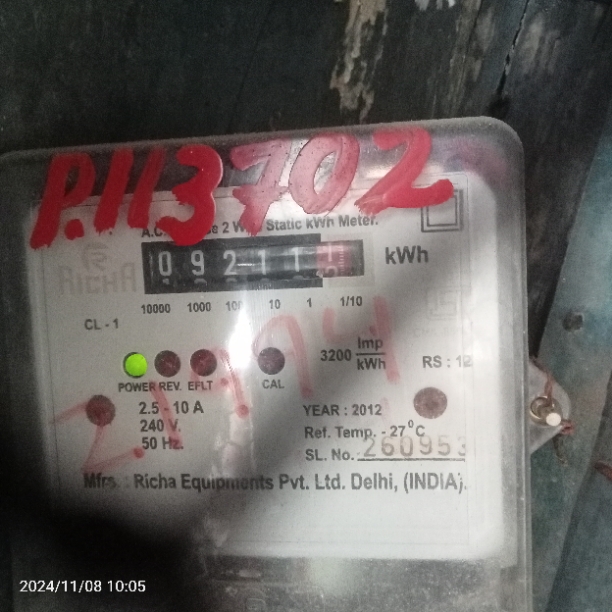 P.113702
Static kWh Meter.
RICHA
0 9 2 1 1
kWh
10000 1000 10 1 1/10
CL - 1
3200 Imp/kWh
RS : 12
POWER REV. EFLT CAL
2.5 - 10 A
240 V.
50 Hz.
YEAR : 2012
Ref. Temp. - 27°C
SL. No. 260953
Mfrs. : Richa Equipments Pvt. Ltd. Delhi, (INDIA).
2024/11/08 10:05